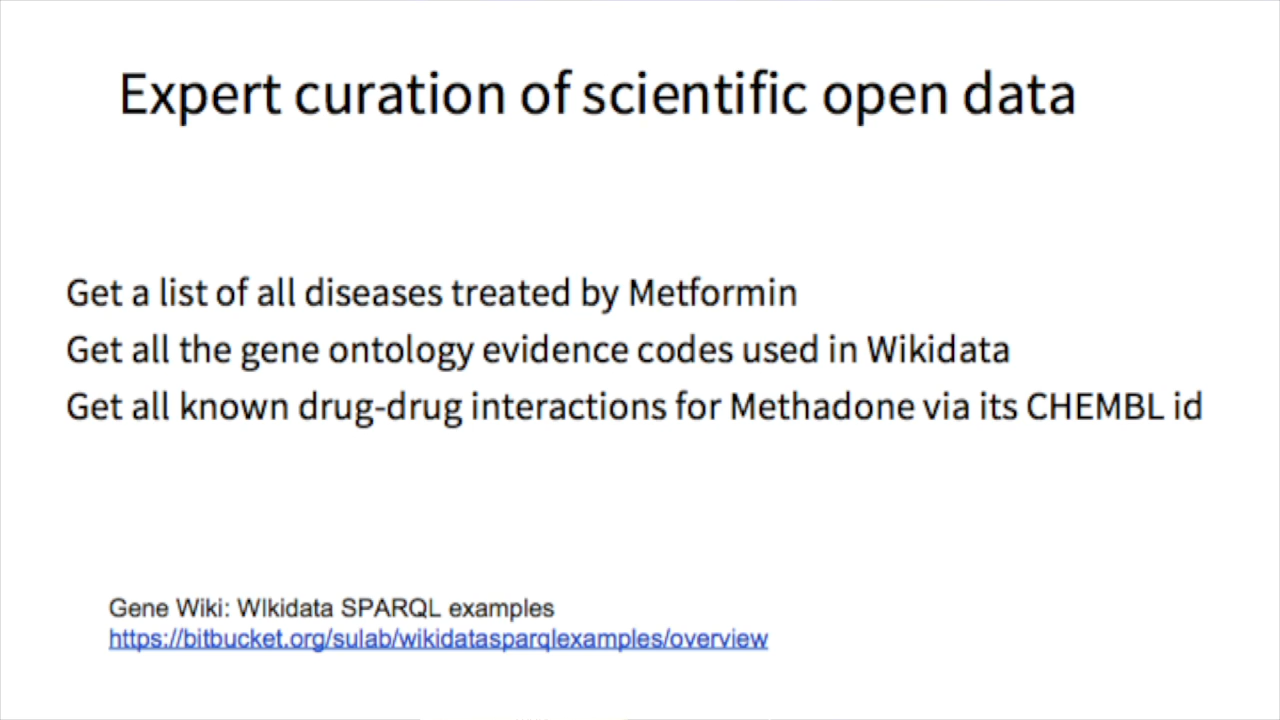 Expert curation of scientific open data
Get a list of all diseases treated by Metformin
Get all the gene ontology evidence codes used in Wikidata
Get all known drug-drug interactions for Methadone via its CHEMBL id
Gene Wiki: WIkidata SPARQL examples
https://bitbucket.org/sulab/wikidatasparqlexamples/overview